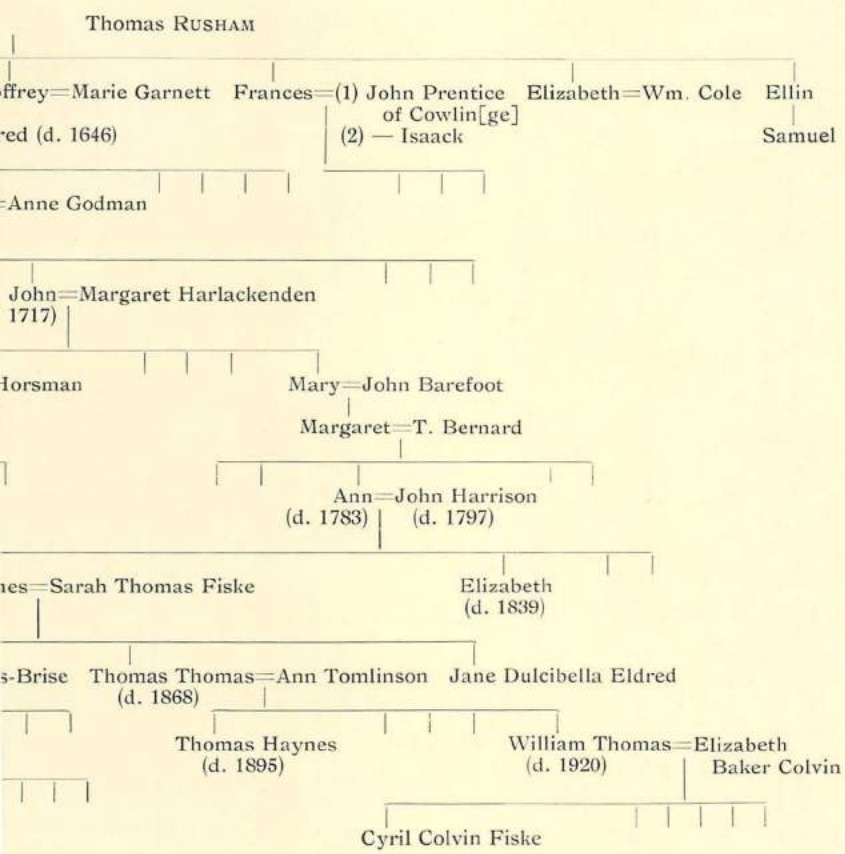 Thomas RUSHAM
ffrey=Marie Garnett Frances=(1) John Prentice Elizabeth=Wm. Cole Ellin
of Cowlin[ge]
red (d. 1646) (2) — Isaack Samuel
=Anne Godman
John=Margaret Harlackenden
1717)
Horsman Mary=John Barefoot
Margaret=T. Bernard
Ann=John Harrison
(d. 1783) (d. 1797)
nes=Sarah Thomas Fiske Elizabeth
(d. 1839)
s-Brise Thomas Thomas=Ann Tomlinson Jane Dulcibella Eldred
(d. 1868)
Thomas Haynes William Thomas=Elizabeth
(d. 1895) (d. 1920) Baker Colvin
Cyril Colvin Fiske